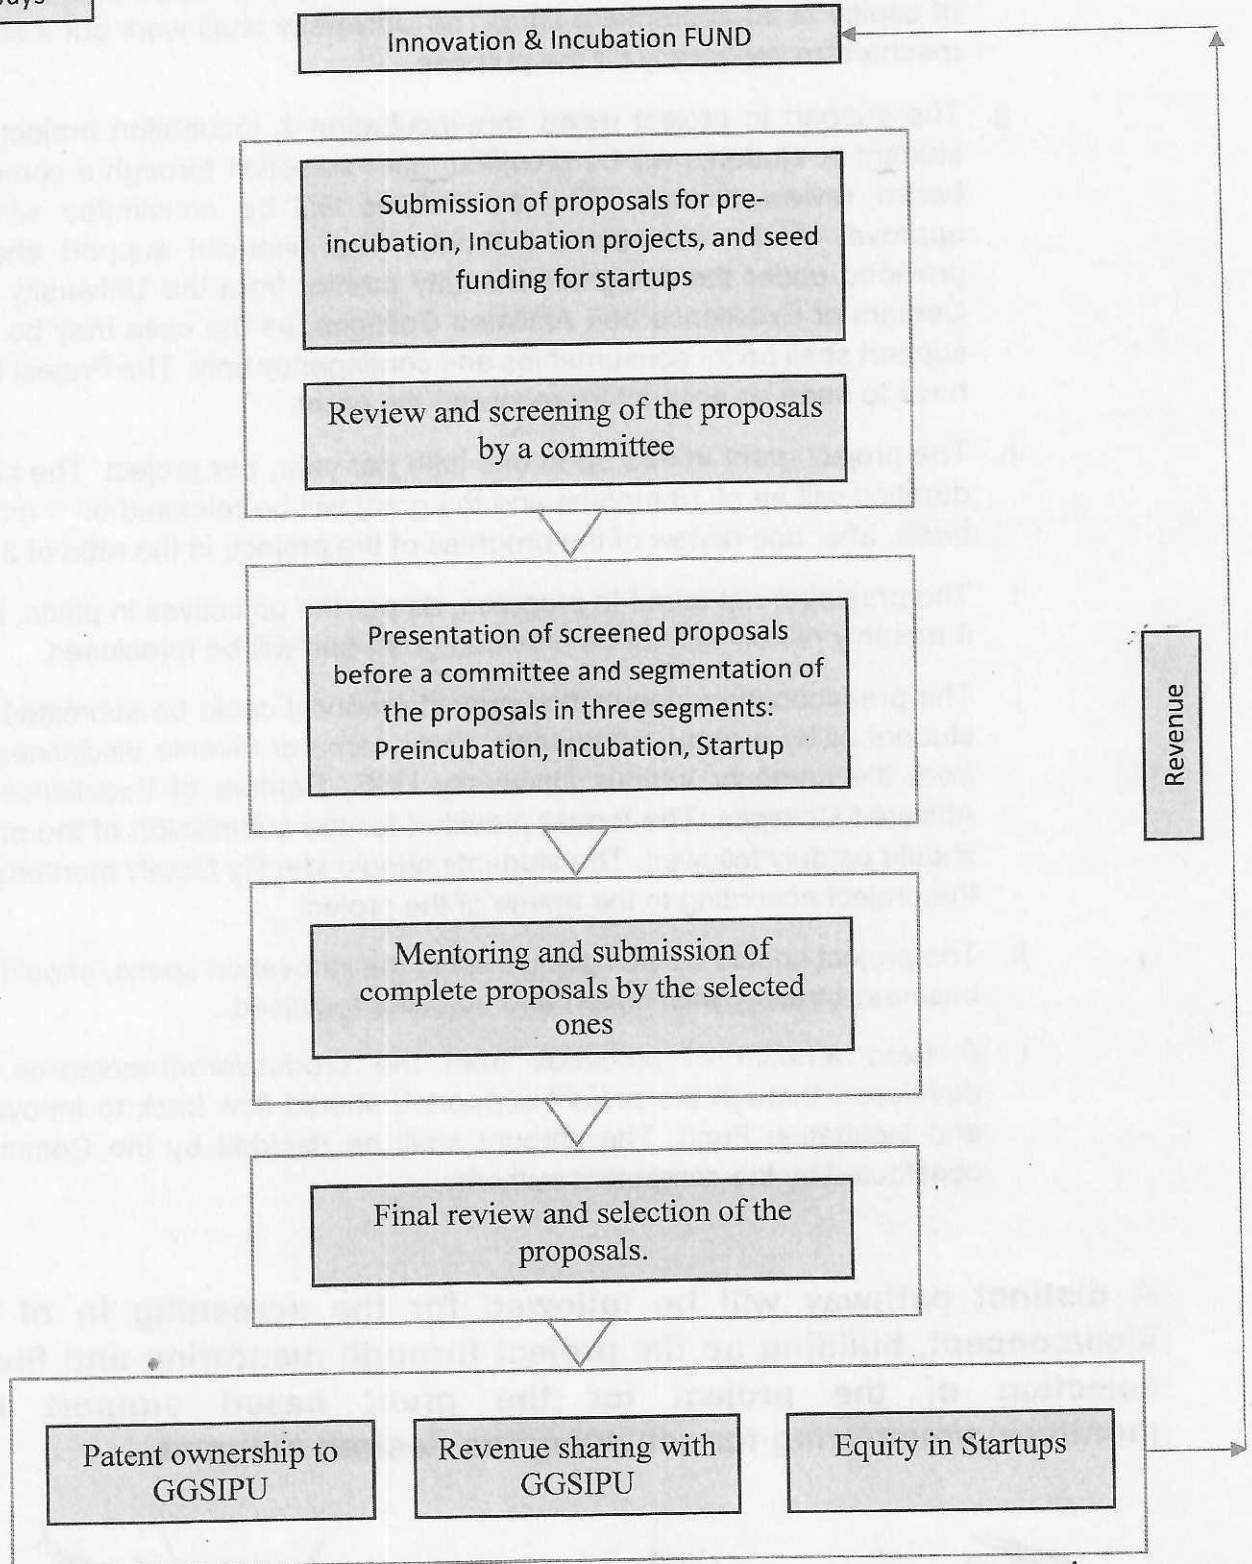 Innovation & Incubation FUND
Submission of proposals for pre-
incubation, incubation projects, and seed
funding for startups
Review and screening of the proposals
by a committee
Presentation of screened proposals
before a committee and segmentation of
the proposals in three segments:
Preincubation, Incubation, Startup
Revenue
Mentoring and submission of
complete proposals by the selected
ones
Final review and selection of the
proposals.
Patent ownership to
GGSIPU
Revenue sharing with
GGSIPU
Equity in Startups